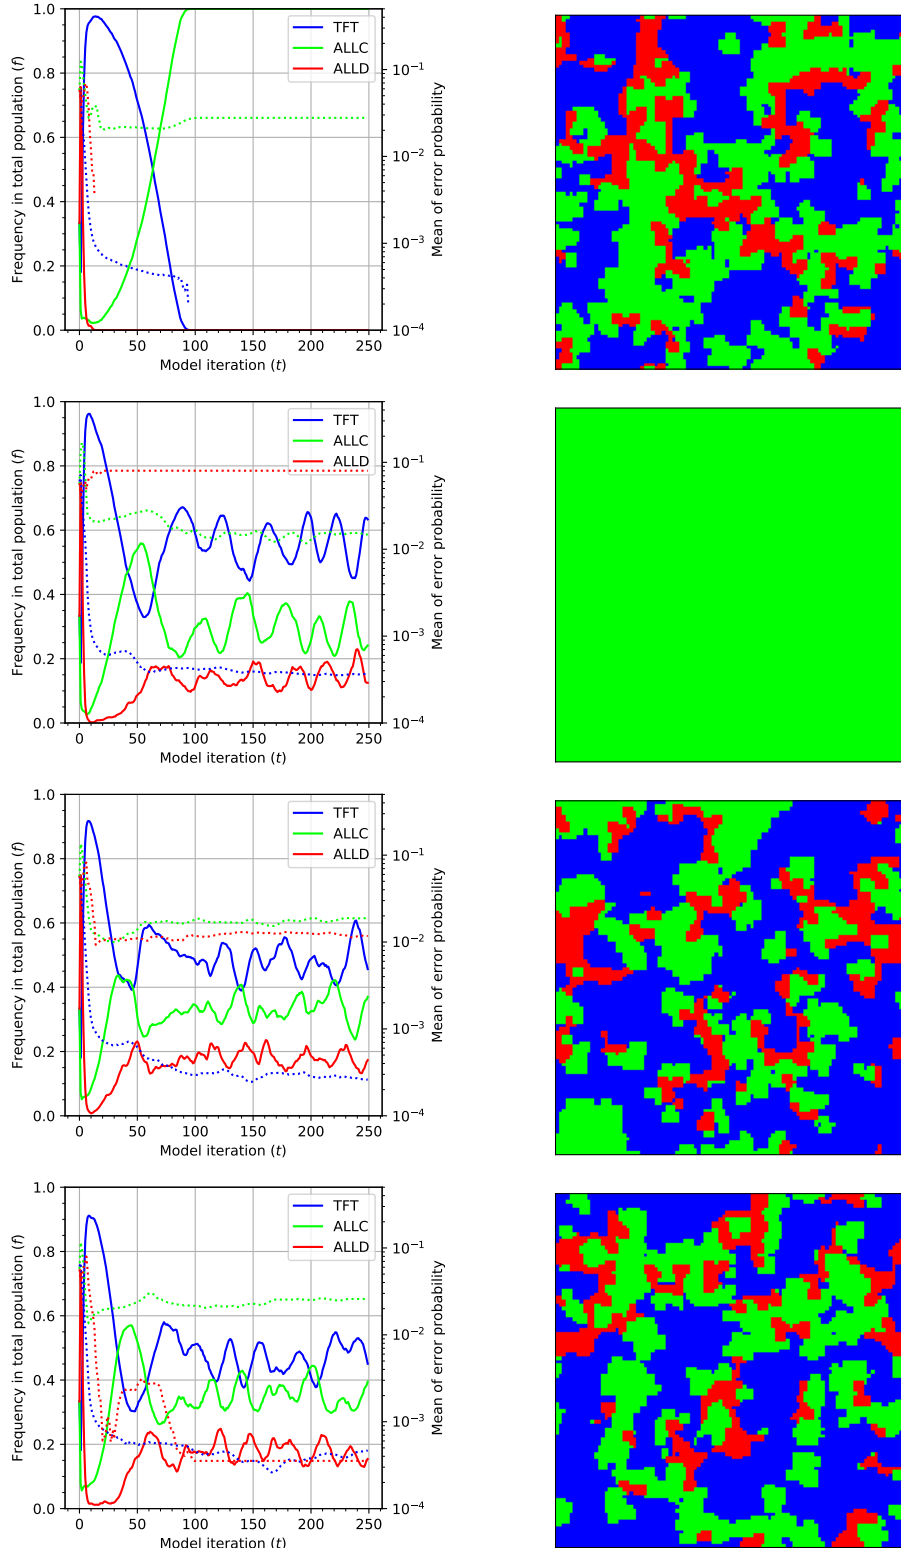 1.0
0.8
0.6
0.4
0.2
0.0
Frequency in total population (f)
TFT
ALLC
ALLD
10⁻¹
10⁻²
10⁻³
10⁻⁴
Mean of error probability
0 50 100 150 200 250
Model iteration (t)
1.0
0.8
0.6
0.4
0.2
0.0
Frequency in total population (f)
TFT
ALLC
ALLD
10⁻¹
10⁻²
10⁻³
10⁻⁴
Mean of error probability
0 50 100 150 200 250
Model iteration (t)
1.0
0.8
0.6
0.4
0.2
0.0
Frequency in total population (f)
TFT
ALLC
ALLD
10⁻¹
10⁻²
10⁻³
10⁻⁴
Mean of error probability
0 50 100 150 200 250
Model iteration (t)
1.0
0.8
0.6
0.4
0.2
0.0
Frequency in total population (f)
TFT
ALLC
ALLD
10⁻¹
10⁻²
10⁻³
10⁻⁴
Mean of error probability
0 50 100 150 200 250
Model iteration (t)